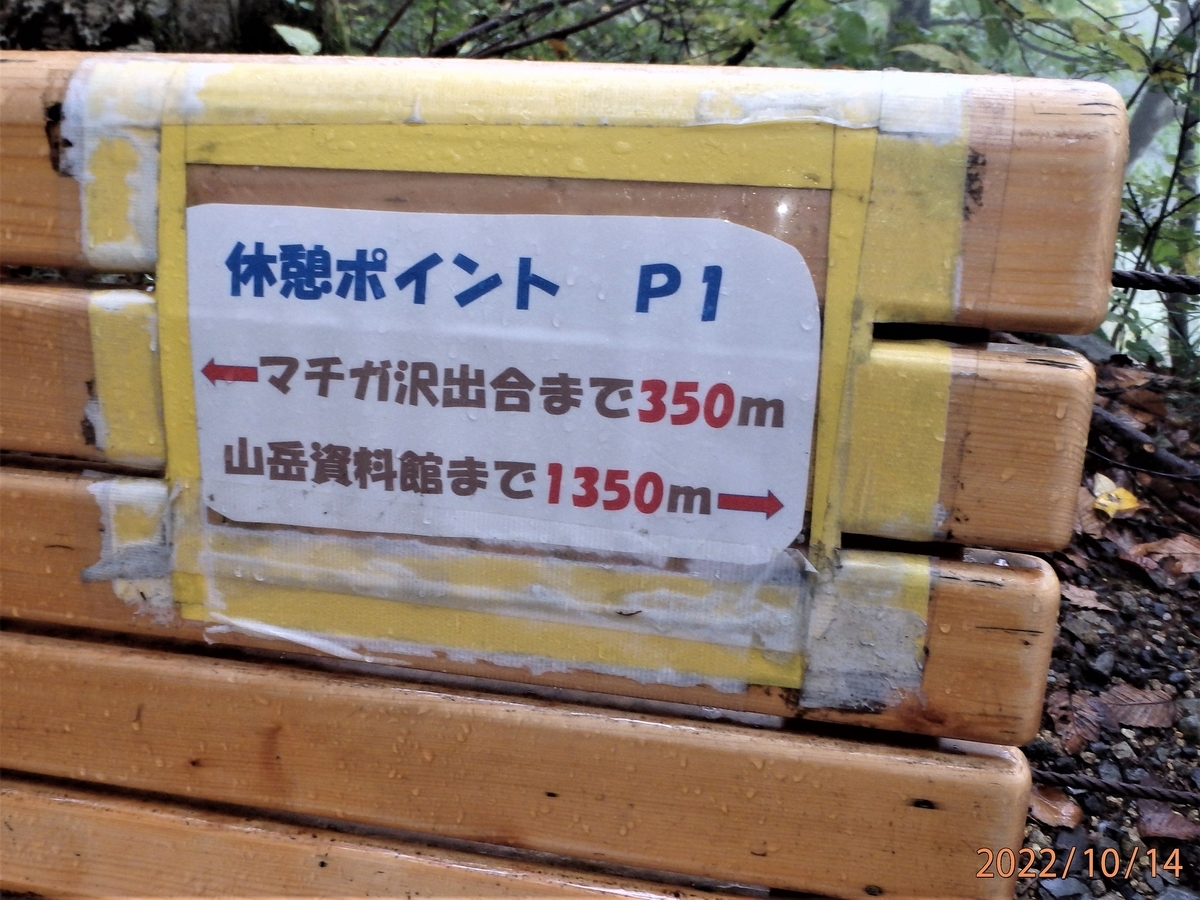 休憩ポイント　P1
←マチガ沢出合まで350m
山岳資料館まで1350m→
2022/10/14